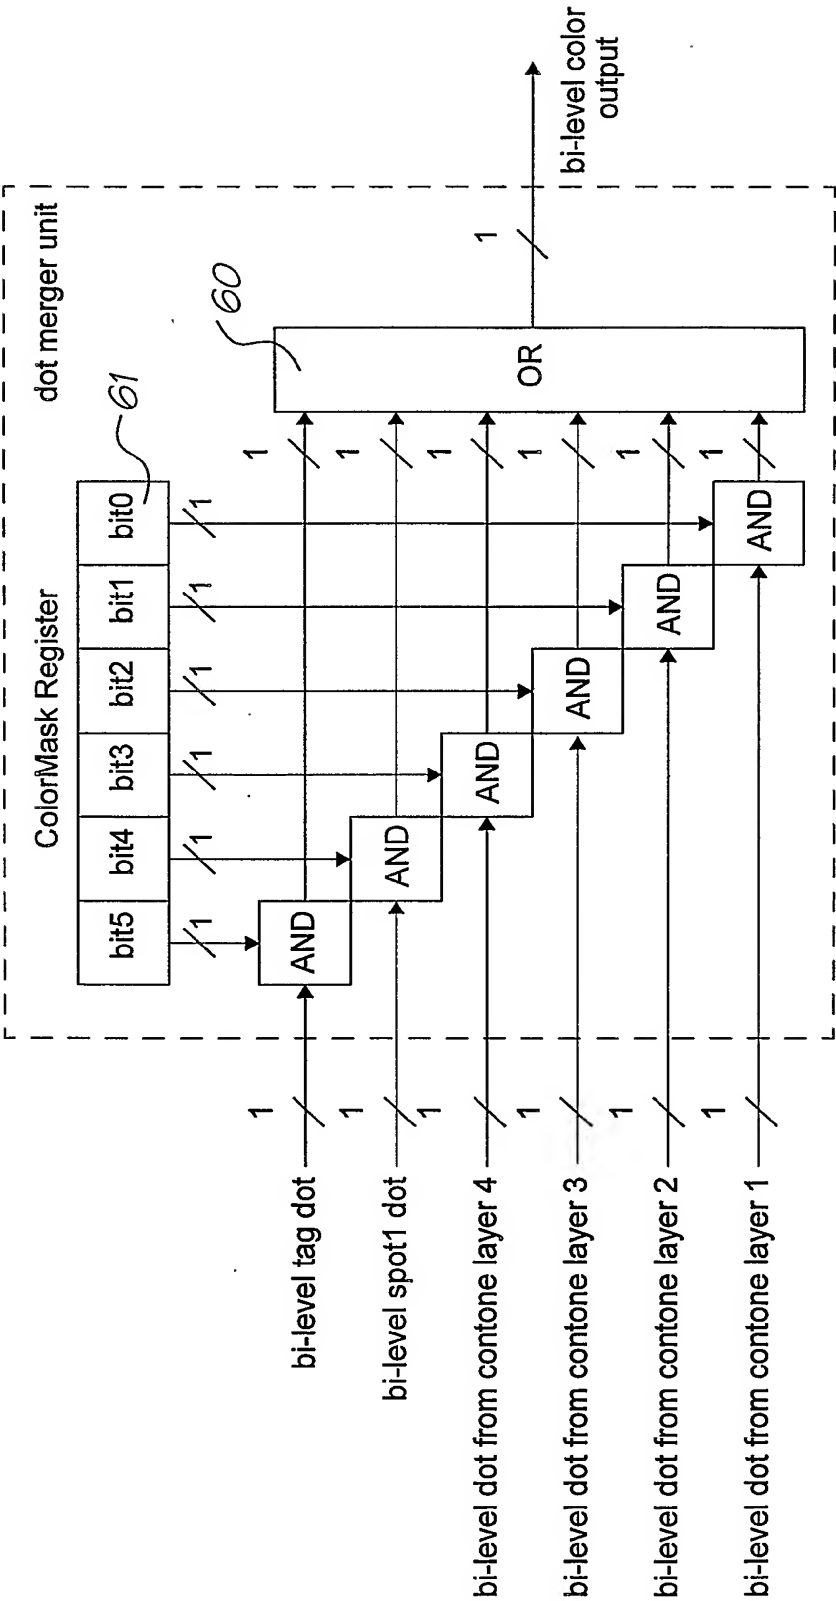 dot merger unit
ColorMask Register
bit5 bit4 bit3 bit2 bit1 bit0
61
1 1 1 1 1 1
60
bi-level tag dot
1
AND
1
bi-level spot1 dot
1
AND
1
bi-level dot from contone layer 4
1
AND
1
bi-level dot from contone layer 3
1
AND
1
bi-level dot from contone layer 2
1
AND
1
bi-level dot from contone layer 1
1
AND
1
OR
1
bi-level color
output